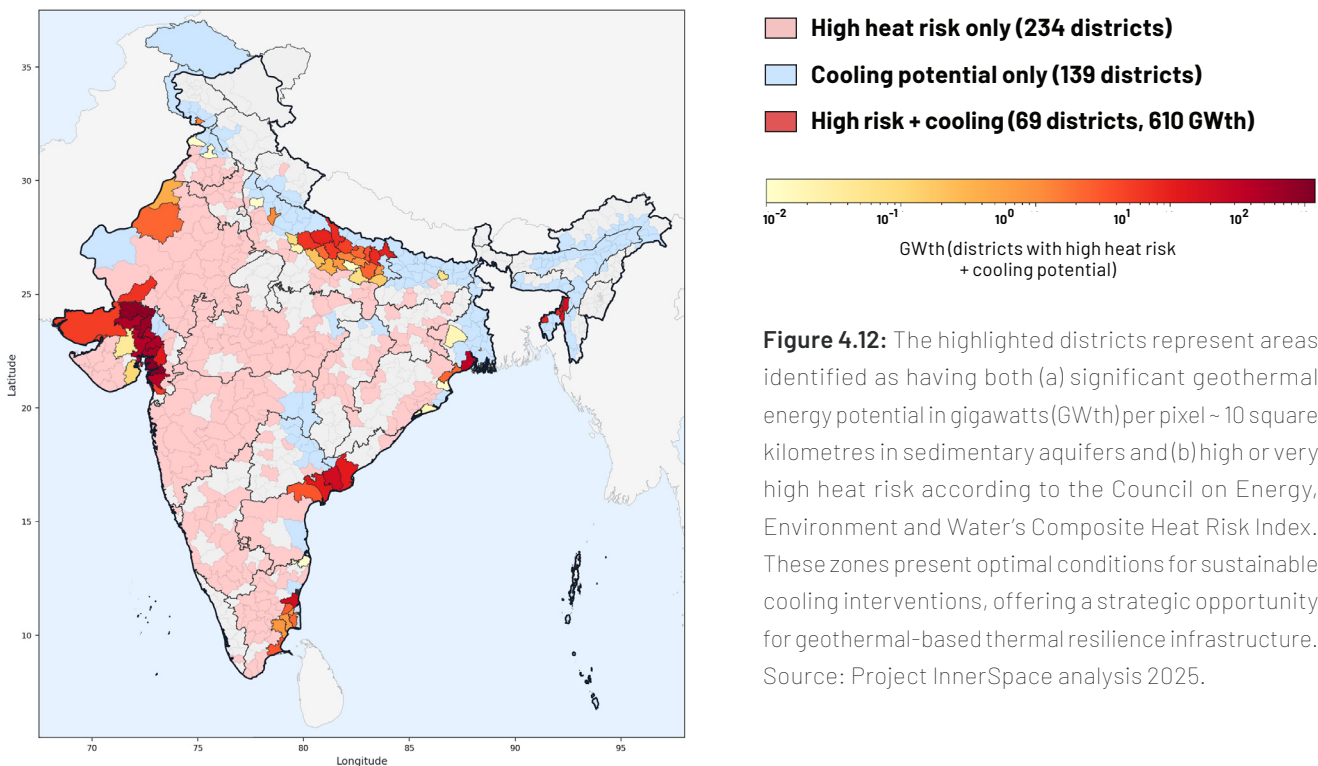 High heat risk only (234 districts)
Cooling potential only (139 districts)
High risk + cooling (69 districts, 610 GWth)
10⁻² 10⁻¹ 10⁰ 10¹ 10²
GWth (districts with high heat risk
+ cooling potential)
Figure 4.12: The highlighted districts represent areas
identified as having both (a) significant geothermal
energy potential in gigawatts (GWth) per pixel ~ 10 square
kilometres in sedimentary aquifers and (b) high or very
high heat risk according to the Council on Energy,
Environment and Water’s Composite Heat Risk Index.
These zones present optimal conditions for sustainable
cooling interventions, offering a strategic opportunity
for geothermal-based thermal resilience infrastructure.
Source: Project InnerSpace analysis 2025.
35
30
25
20
15
10
Latitude
70 75 80 85 90 95
Longitude